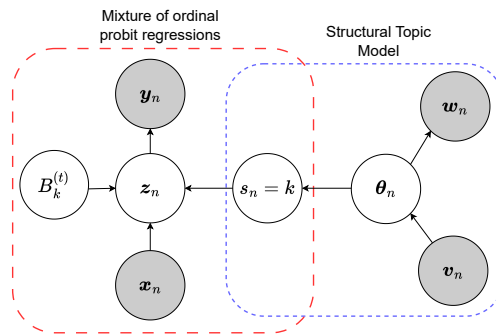 Mixture of ordinal
probit regressions
Structural Topic
Model
y_n
w_n
B_k^{(t)}
z_n
s_n = k
θ_n
x_n
v_n